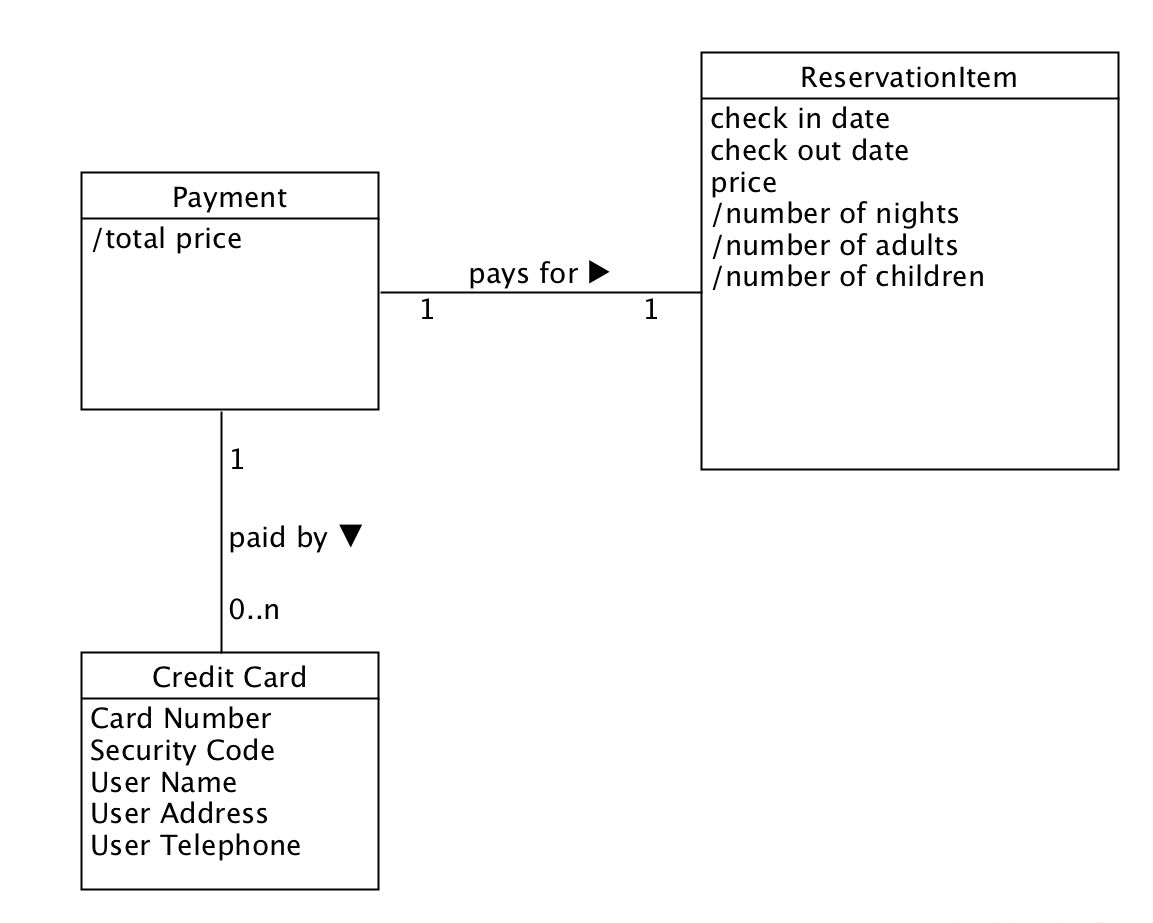 ReservationItem
check in date
check out date
price
/number of nights
/number of adults
/number of children
Payment
/total price
pays for ▶
1
1
1
paid by ▼
0..n
Credit Card
Card Number
Security Code
User Name
User Address
User Telephone